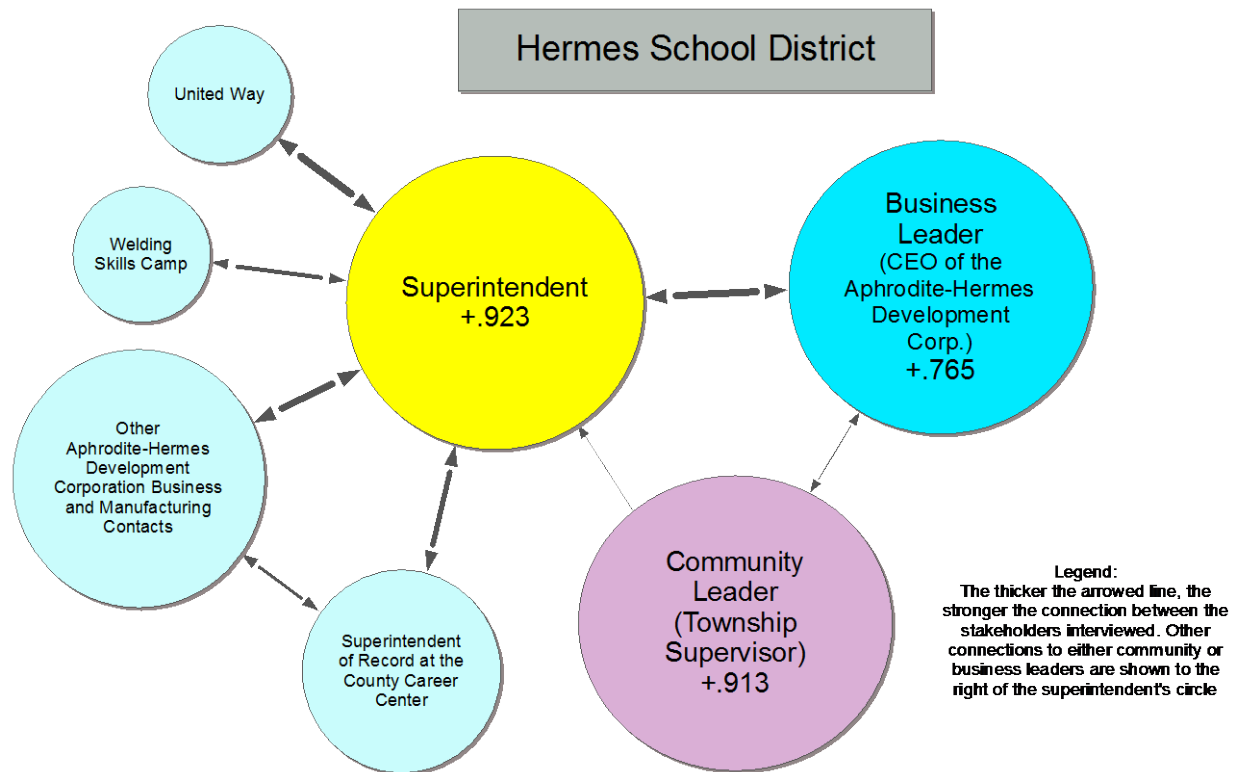 Hermes School District
United Way
Welding
Skills Camp
Superintendent
+.923
Business
Leader
(CEO of the
Aphrodite-Hermes
Development
Corp.)
+.765
Other
Aphrodite-Hermes
Development
Corporation Business
and Manufacturing
Contacts
Superintendent
of Record at the
County Career
Center
Community
Leader
(Township
Supervisor)
+.913
Legend:
The thicker the arrowed line, the
stronger the connection between the
stakeholders interviewed. Other
connections to either community or
business leaders are shown to the
right of the superintendent's circle